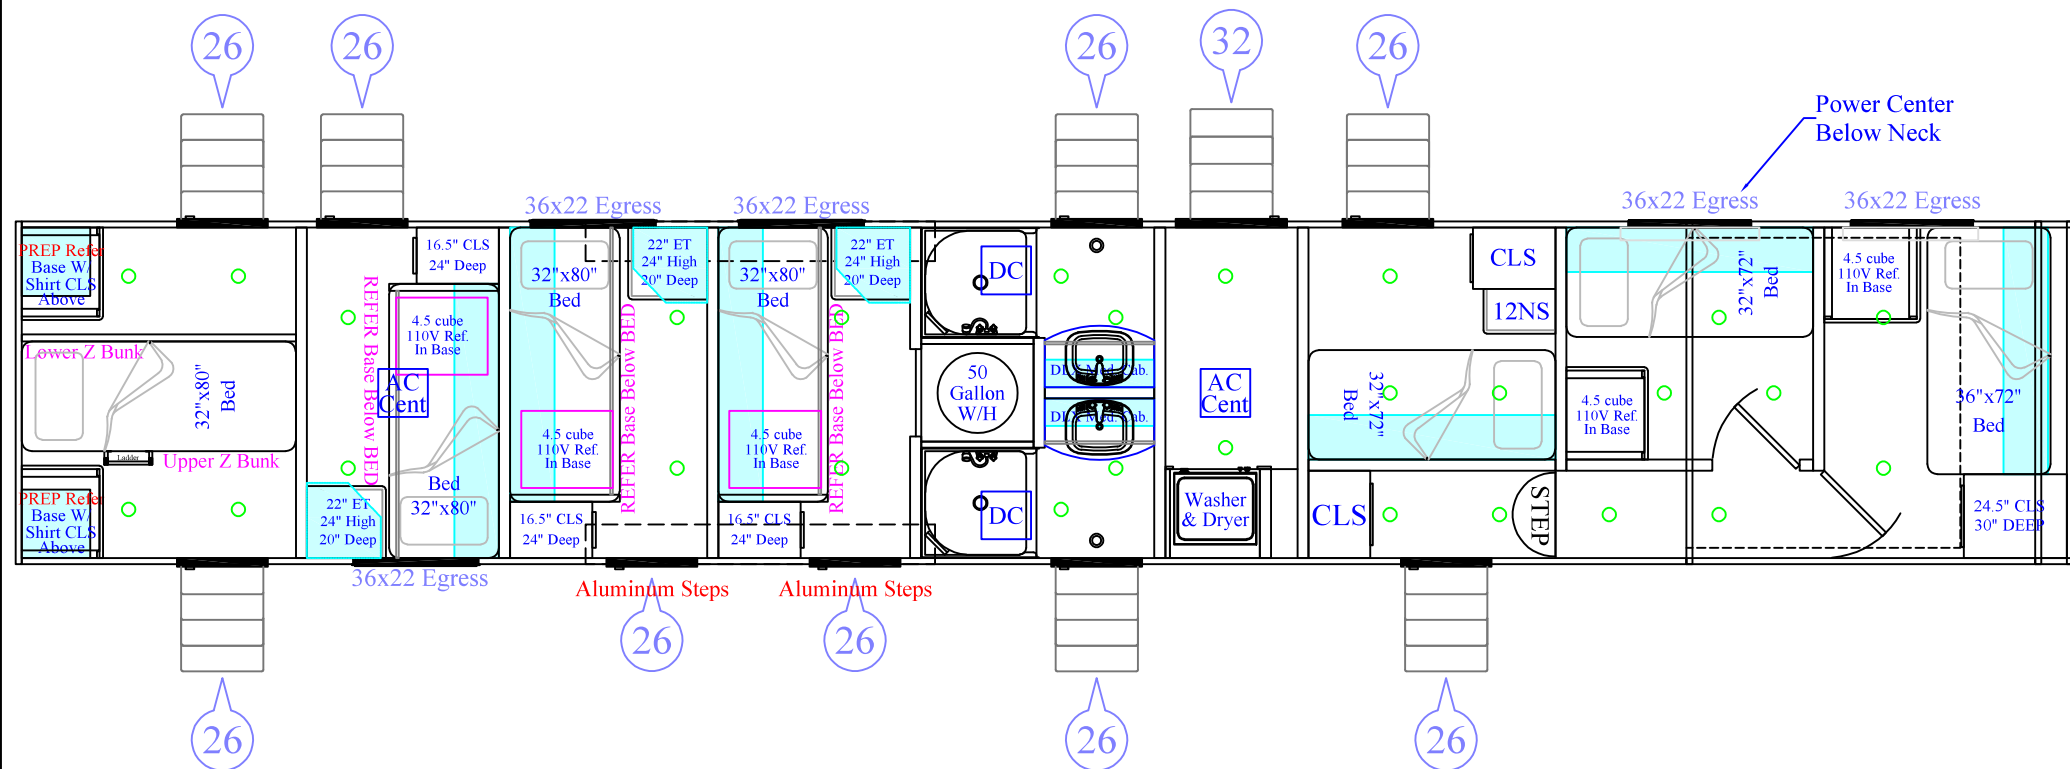 26
26
26
32
26
Power Center
Below Neck
36x22 Egress
36x22 Egress
36x22 Egress
36x22 Egress
PREP Refer
Base W/
Shirt CLS
Above
Lower Z Bunk
32"x80"
Bed
Ladder
Upper Z Bunk
PREP Refer
Base W/
Shirt CLS
Above
REFER Base Below BED
16.5" CLS
24" Deep
4.5 cube
110V Ref.
In Base
AC
Cent
Bed
32"x80"
22" ET
24" High
20" Deep
36x22 Egress
32"x80"
Bed
22" ET
24" High
20" Deep
4.5 cube
110V Ref.
In Base
REFER Base Below BED
16.5" CLS
24" Deep
32"x80"
Bed
22" ET
24" High
20" Deep
4.5 cube
110V Ref.
In Base
REFER Base Below BED
16.5" CLS
24" Deep
DC
50
Gallon
W/H
DC
DLX Med. Cab.
DLX Med. Cab.
AC
Cent
Washer
& Dryer
CLS
12NS
32"x72"
Bed
CLS
STEP
32"x72"
Bed
4.5 cube
110V Ref.
In Base
4.5 cube
110V Ref.
In Base
36"x72"
Bed
24.5" CLS
30" DEEP
Aluminum Steps
Aluminum Steps
26
26
26
26
26